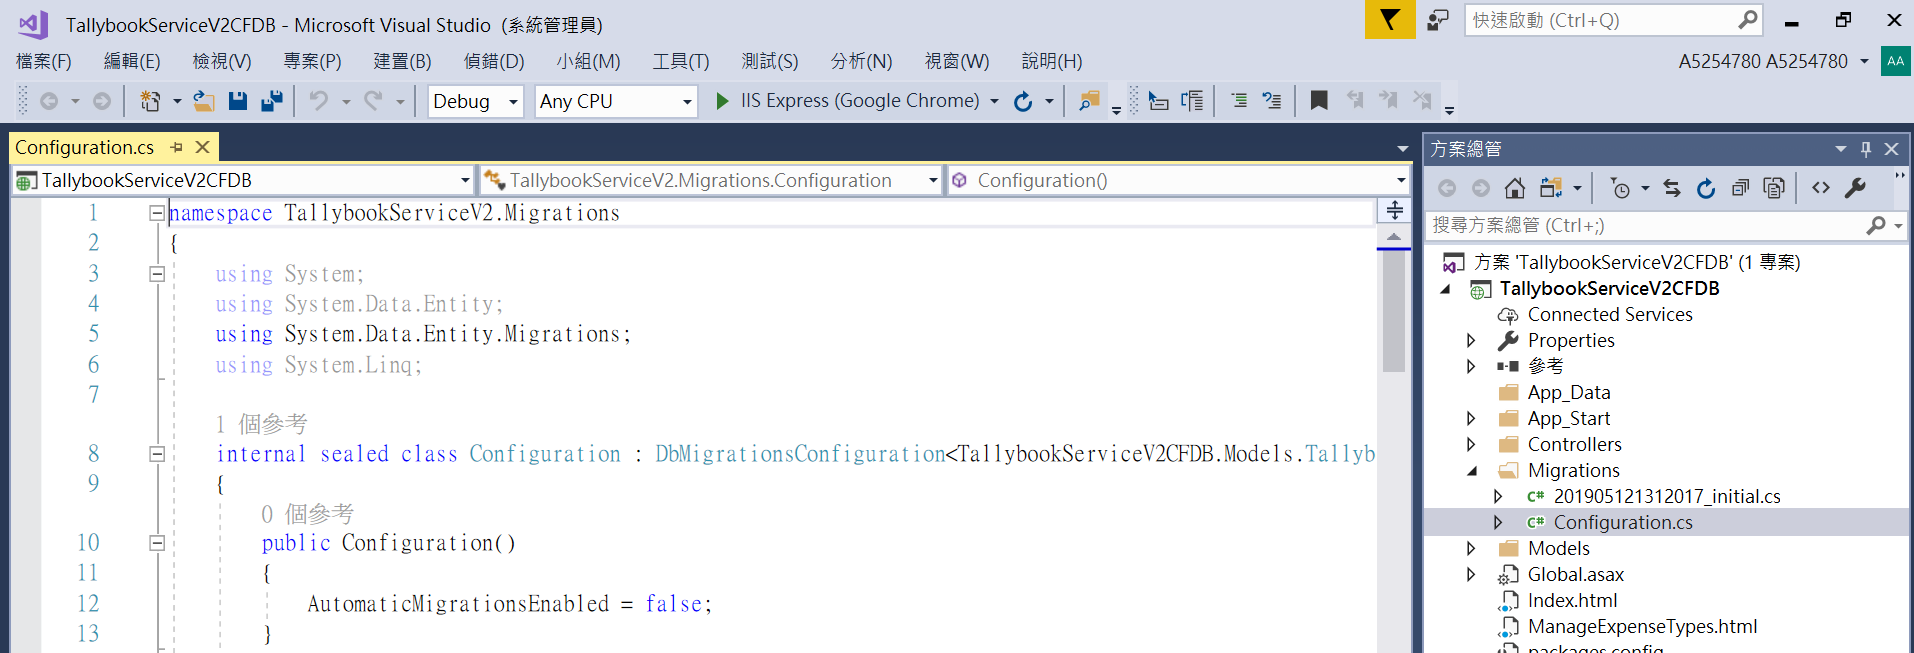 TallybookServiceV2CFDB - Microsoft Visual Studio (系統管理員)
快速啟動 (Ctrl+Q)
檔案(F) 編輯(E) 檢視(V) 專案(P) 建置(B) 偵錯(D) 小組(M) 工具(T) 測試(S) 分析(N) 視窗(W) 說明(H)
A5254780 A5254780 AA
Debug Any CPU IIS Express (Google Chrome)
Configuration.cs
TallybookServiceV2CFDB TallybookServiceV2.Migrations.Configuration Configuration()
1 namespace TallybookServiceV2.Migrations
2 {
3 using System;
4 using System.Data.Entity;
5 using System.Data.Entity.Migrations;
6 using System.Linq;
7
1 個參考
8 internal sealed class Configuration : DbMigrationsConfiguration<TallybookServiceV2CFDB.Models.Tallyb
9 {
0 個參考
10 public Configuration()
11 {
12 AutomaticMigrationsEnabled = false;
13 }
方案總管
搜尋方案總管 (Ctrl+;)
方案 'TallybookServiceV2CFDB' (1 專案)
TallybookServiceV2CFDB
Connected Services
Properties
參考
App_Data
App_Start
Controllers
Migrations
C# 201905121312017_initial.cs
C# Configuration.cs
Models
Global.asax
Index.html
ManageExpenseTypes.html
packages.config